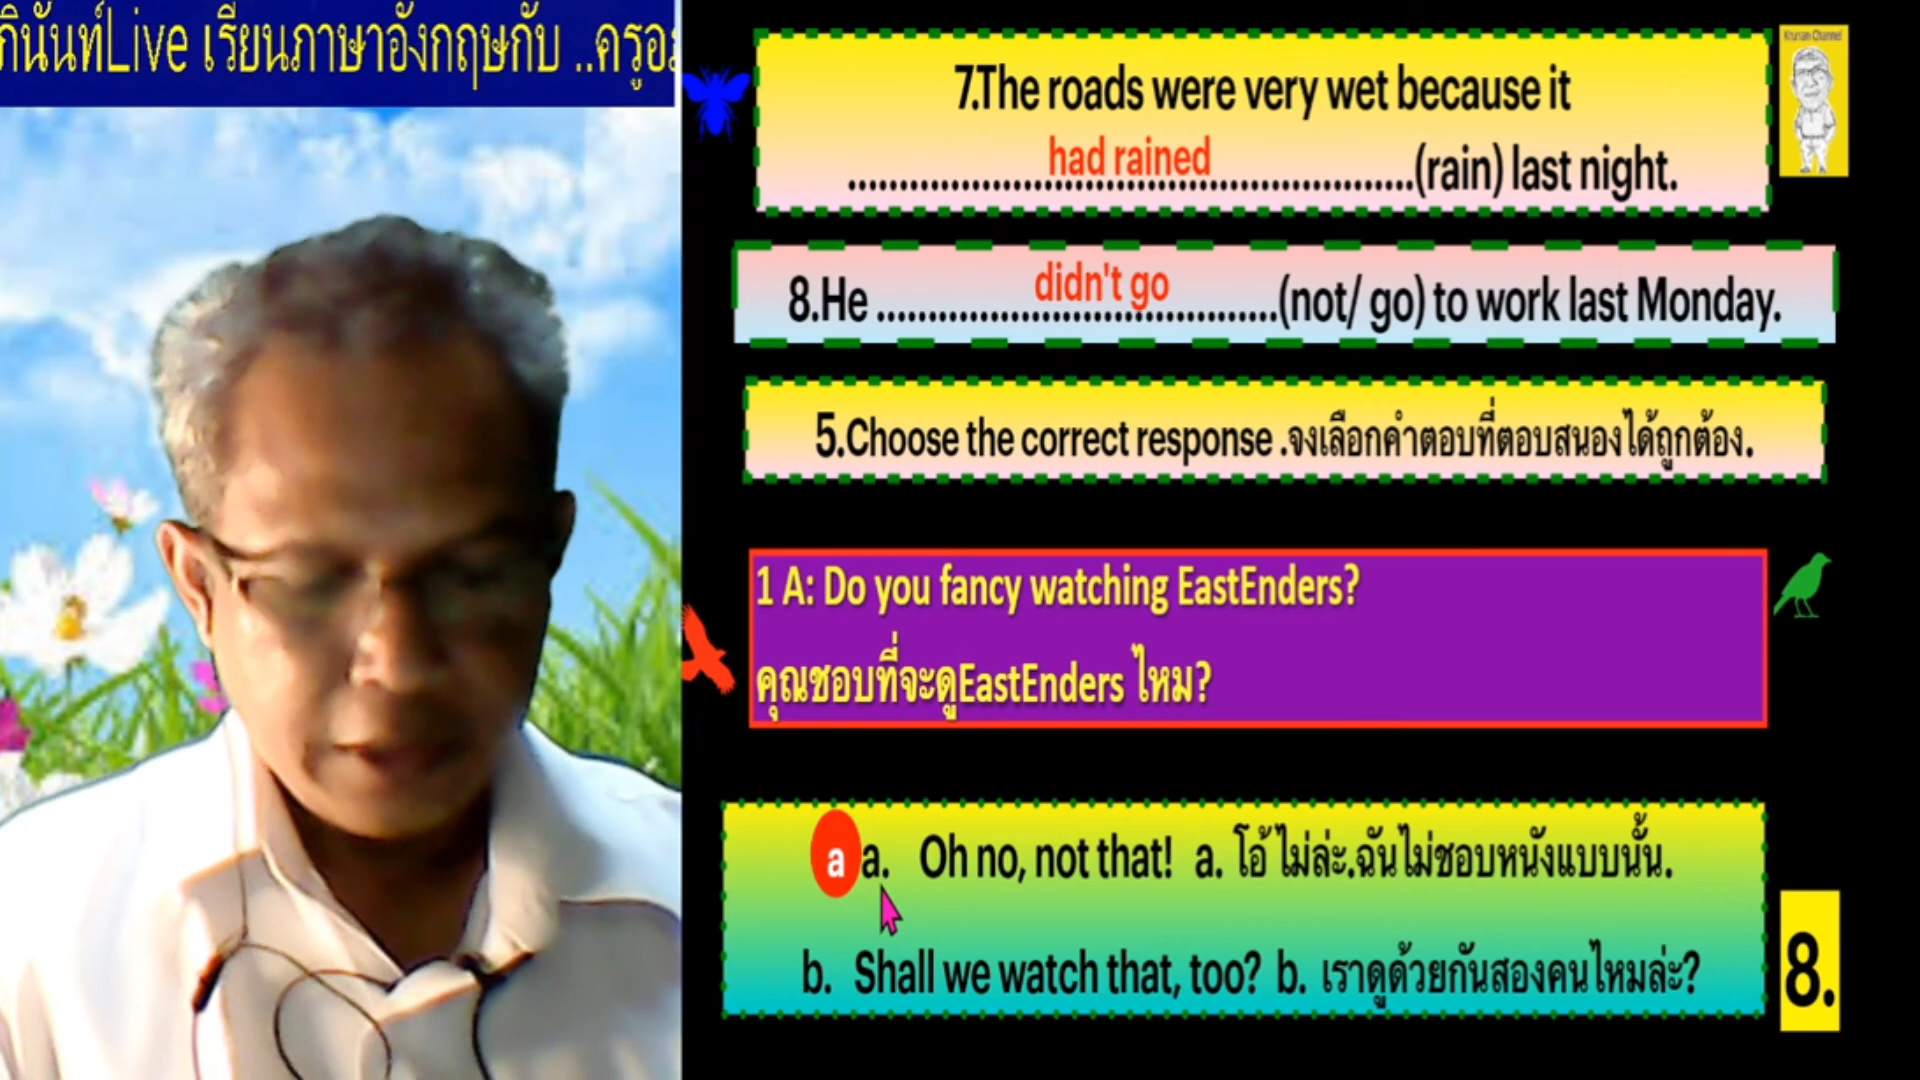 ภินันท์Live เรียนภาษาอังกฤษกับ ..ครู
Krunan Channel
7.The roads were very wet because it
had rained
(rain) last night.
didn't go
8.He ........................................(not/ go) to work last Monday.
5.Choose the correct response .จงเลือกคำตอบที่ตอบสนองได้ถูกต้อง.
1 A: Do you fancy watching EastEnders?
คุณชอบที่จะดูEastEnders ไหม?
a a. Oh no, not that! a. โอ้ ไม่ล่ะ.ฉันไม่ชอบหนังแบบนั้น.
b. Shall we watch that, too? b. เราดูด้วยกันสองคนไหมล่ะ?
8.